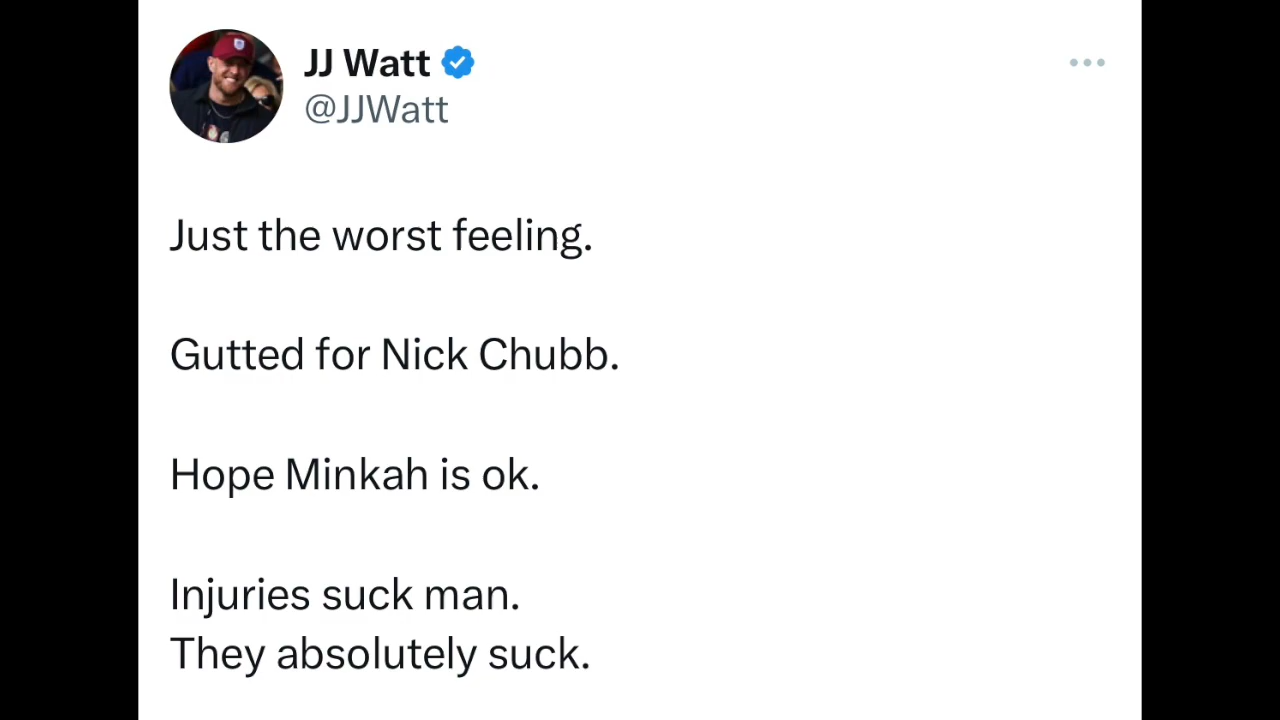 JJ Watt
@JJWatt
Just the worst feeling.
Gutted for Nick Chubb.
Hope Minkah is ok.
Injuries suck man.
They absolutely suck.